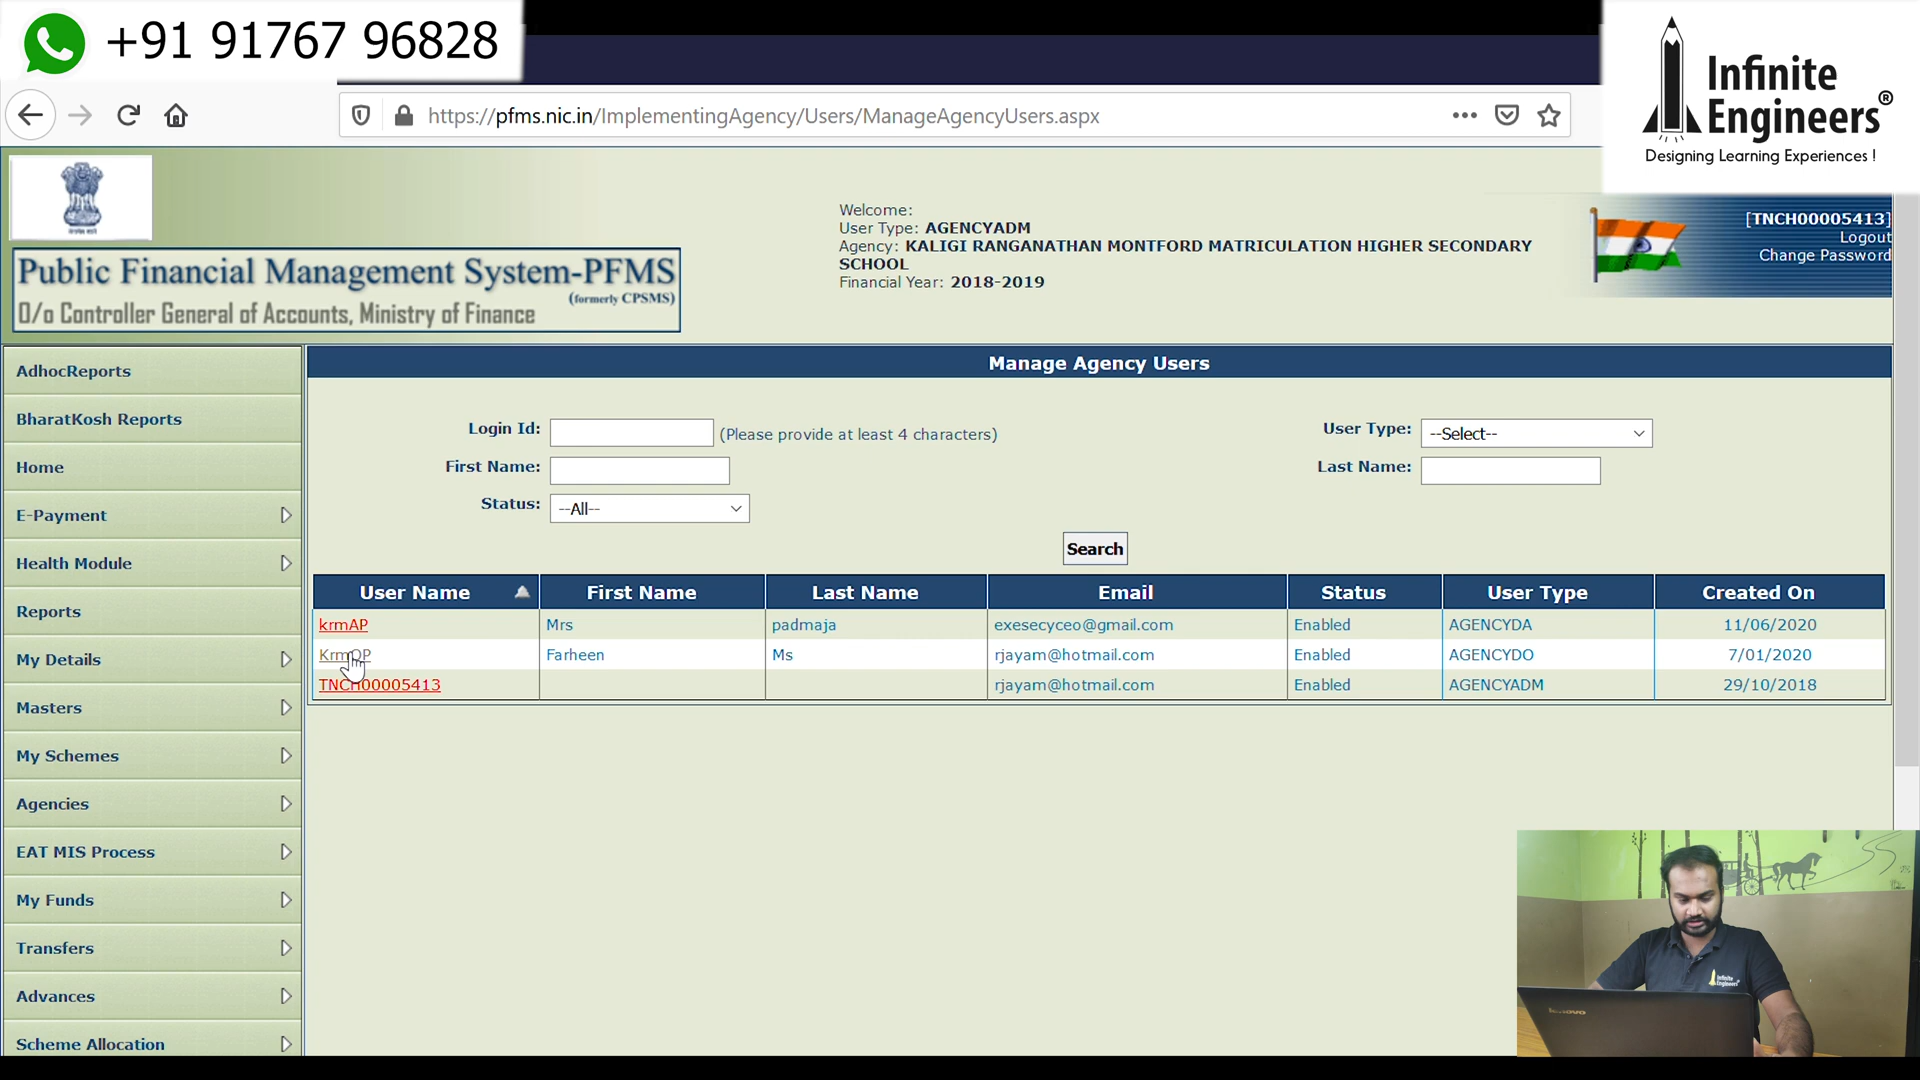 +91 91767 96828
Infinite
Engineers®
Designing Learning Experiences !
https://pfms.nic.in/ImplementingAgency/Users/ManageAgencyUsers.aspx
Welcome:
User Type: AGENCYADM
Agency: KALIGI RANGANATHAN MONTFORD MATRICULATION HIGHER SECONDARY
SCHOOL
Financial Year: 2018-2019
[TNCH00005413]
Logout
Change Password
Public Financial Management System-PFMS
(formerly CPSMS)
O/o Controller General of Accounts, Ministry of Finance
AdhocReports
BharatKosh Reports
Home
E-Payment
Health Module
Reports
My Details
Masters
My Schemes
Agencies
EAT MIS Process
My Funds
Transfers
Advances
Scheme Allocation
Manage Agency Users
Login Id: (Please provide at least 4 characters) User Type: --Select--
First Name: Last Name:
Status: --All--
Search
User Name First Name Last Name Email Status User Type Created On
krmAP Mrs padmaja exesecyceo@gmail.com Enabled AGENCYDA 11/06/2020
KrmOP Farheen Ms rjayam@hotmail.com Enabled AGENCYDO 7/01/2020
TNCH00005413 rjayam@hotmail.com Enabled AGENCYADM 29/10/2018
Infinite
Engineers
lenovo